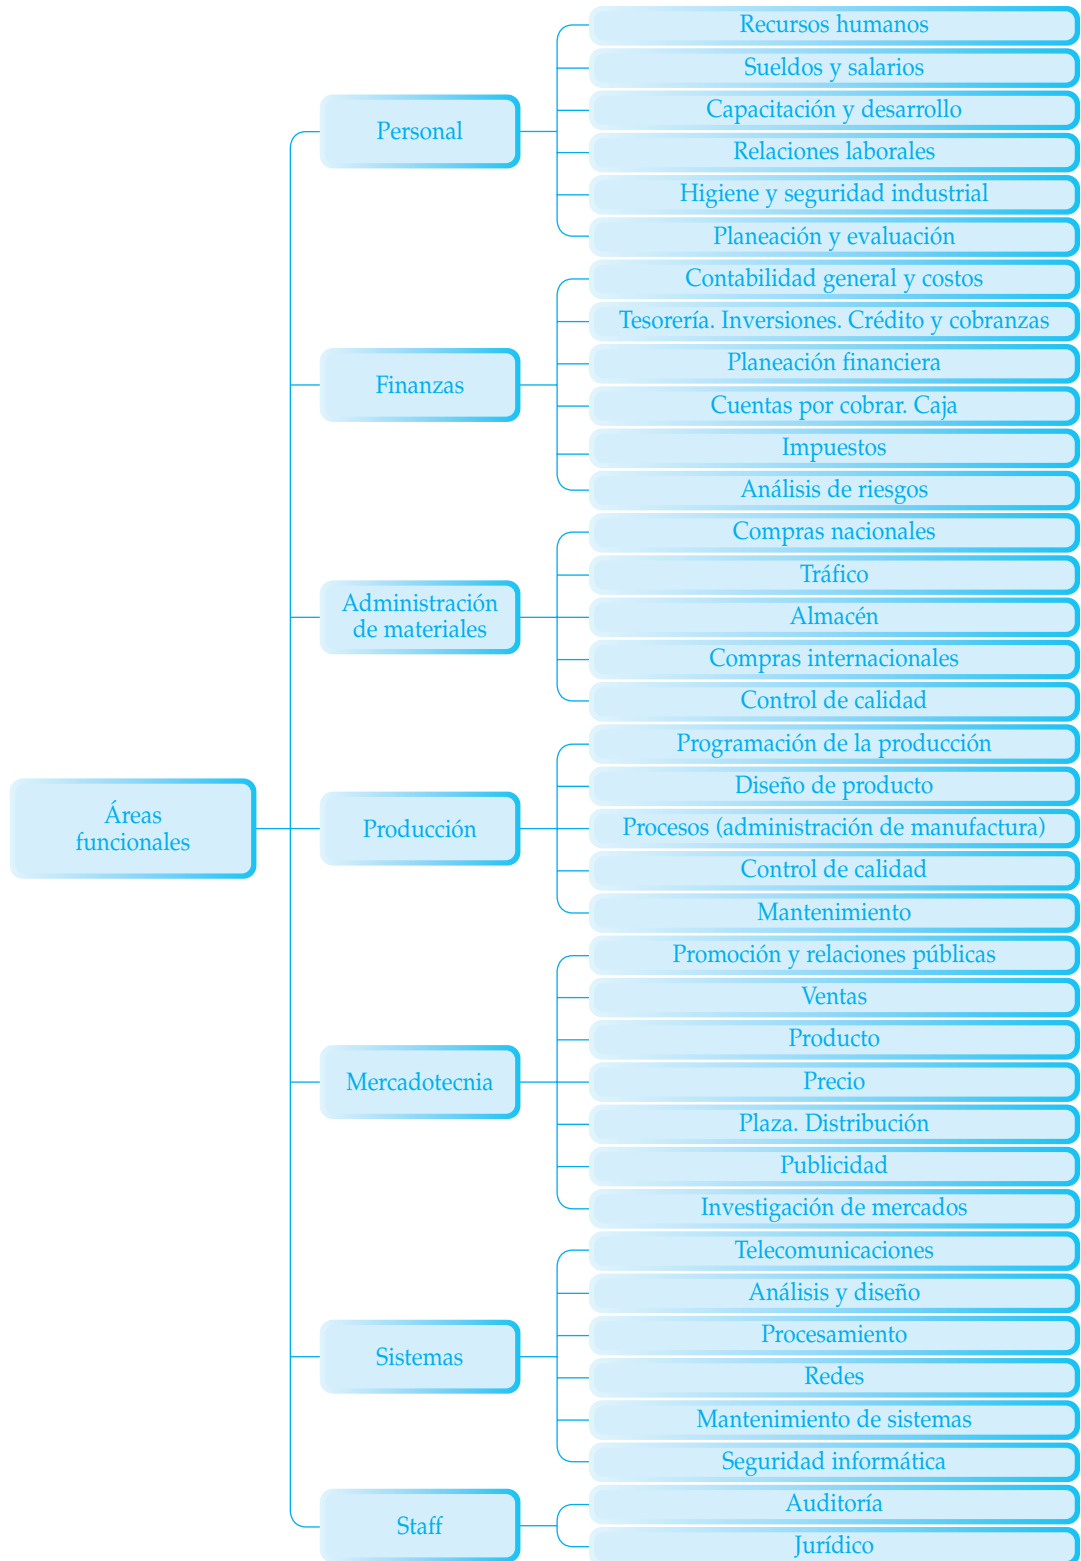 Áreas
funcionales
Personal
Recursos humanos
Sueldos y salarios
Capacitación y desarrollo
Relaciones laborales
Higiene y seguridad industrial
Planeación y evaluación
Finanzas
Contabilidad general y costos
Tesorería. Inversiones. Crédito y cobranzas
Planeación financiera
Cuentas por cobrar. Caja
Impuestos
Análisis de riesgos
Administración
de materiales
Compras nacionales
Tráfico
Almacén
Compras internacionales
Control de calidad
Producción
Programación de la producción
Diseño de producto
Procesos (administración de manufactura)
Control de calidad
Mantenimiento
Mercadotecnia
Promoción y relaciones públicas
Ventas
Producto
Precio
Plaza. Distribución
Publicidad
Investigación de mercados
Sistemas
Telecomunicaciones
Análisis y diseño
Procesamiento
Redes
Mantenimiento de sistemas
Seguridad informática
Staff
Auditoría
Jurídico